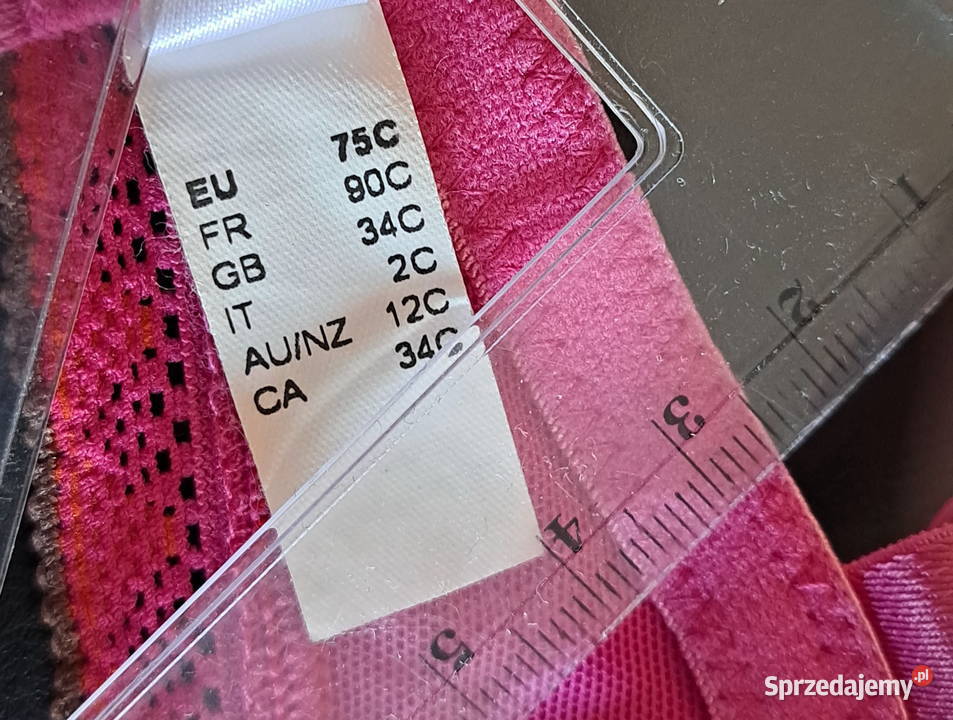 EU 75C
FR 90C
GB 34C
IT 2C
AU/NZ 12C
CA 34C
1
2
3
4
5
Sprzedajemy.pl